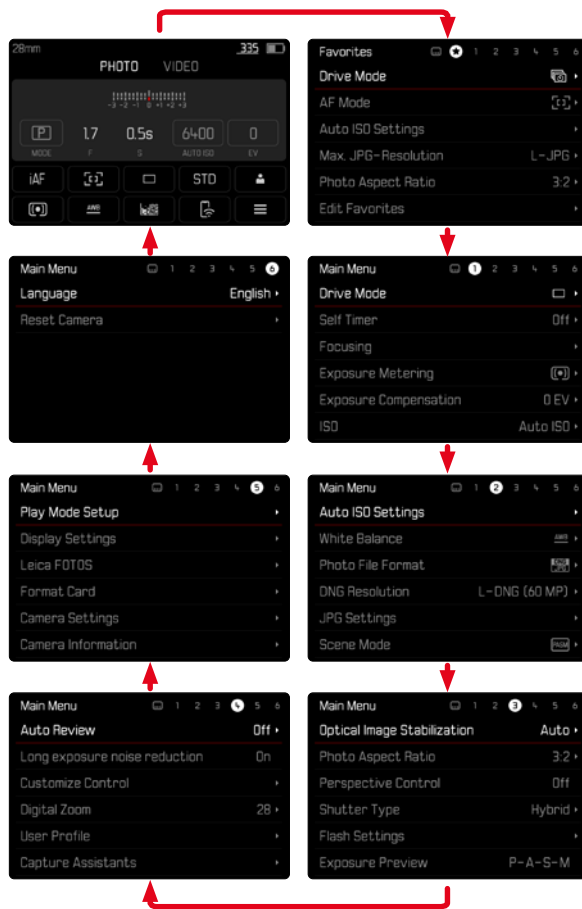 28mm 335
PHOTO VIDEO
-3 -2 -1 0 +1 +2 +3
P 1.7 0.5s 6400 0
MODE F S AUTO ISO EV
iAF STD
AWB
Favorites 1 2 3 4 5 6
Drive Mode
AF Mode
Auto ISO Settings
Max. JPG-Resolution L-JPG
Photo Aspect Ratio 3:2
Edit Favorites
Main Menu 1 2 3 4 5 6
Language English
Reset Camera
Main Menu 1 2 3 4 5 6
Drive Mode
Self Timer Off
Focusing
Exposure Metering
Exposure Compensation 0 EV
ISO Auto ISO
Main Menu 1 2 3 4 5 6
Play Mode Setup
Display Settings
Leica FOTOS
Format Card
Camera Settings
Camera Information
Main Menu 1 2 3 4 5 6
Auto ISO Settings
White Balance AWB
Photo File Format
DNG Resolution L-DNG (60 MP)
JPG Settings
Scene Mode PASM
Main Menu 1 2 3 4 5 6
Auto Review Off
Long exposure noise reduction On
Customize Control
Digital Zoom 28
User Profile
Capture Assistants
Main Menu 1 2 3 4 5 6
Optical Image Stabilization Auto
Photo Aspect Ratio 3:2
Perspective Control Off
Shutter Type Hybrid
Flash Settings
Exposure Preview P-A-S-M